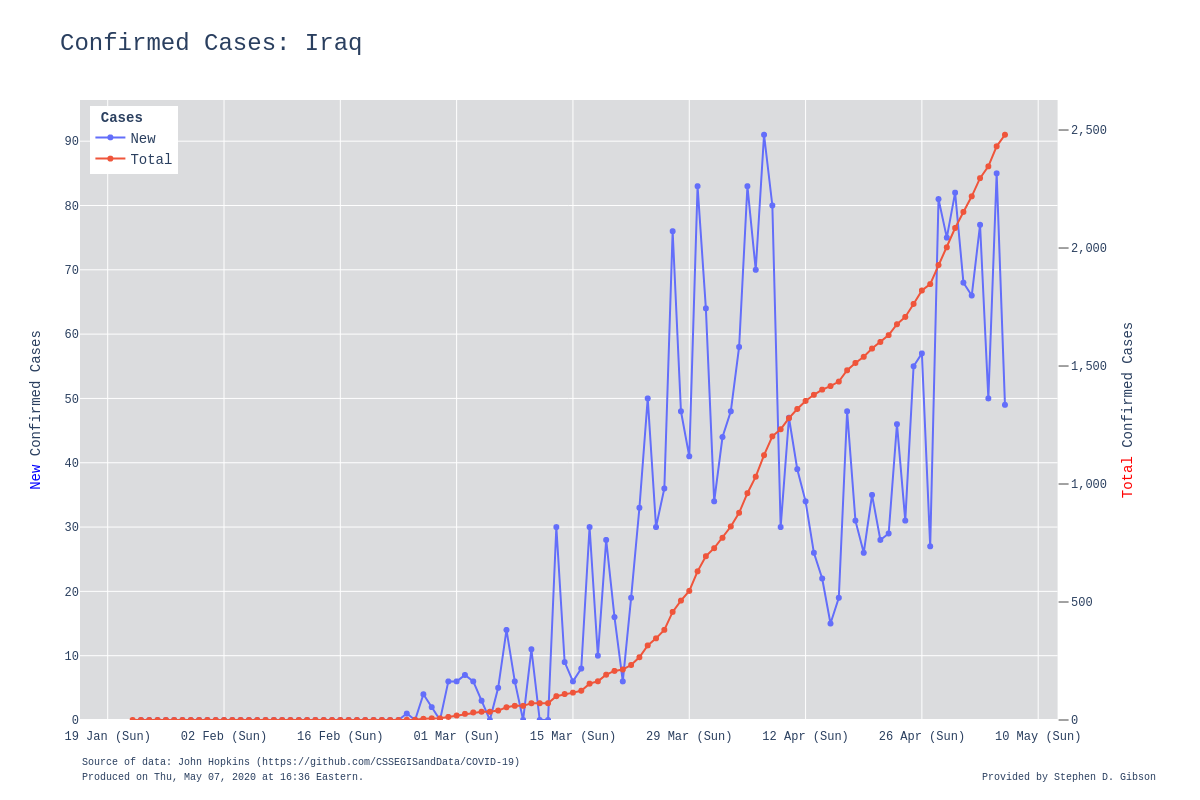 Confirmed Cases: Iraq
Cases
New
Total
90
80
70
60
50
40
30
20
10
0
2,500
2,000
1,500
1,000
500
0
New Confirmed Cases
Total Confirmed Cases
19 Jan (Sun) 02 Feb (Sun) 16 Feb (Sun) 01 Mar (Sun) 15 Mar (Sun) 29 Mar (Sun) 12 Apr (Sun) 26 Apr (Sun) 10 May (Sun)
Source of data: John Hopkins (https://github.com/CSSEGISandData/COVID-19)
Produced on Thu, May 07, 2020 at 16:36 Eastern.
Provided by Stephen D. Gibson